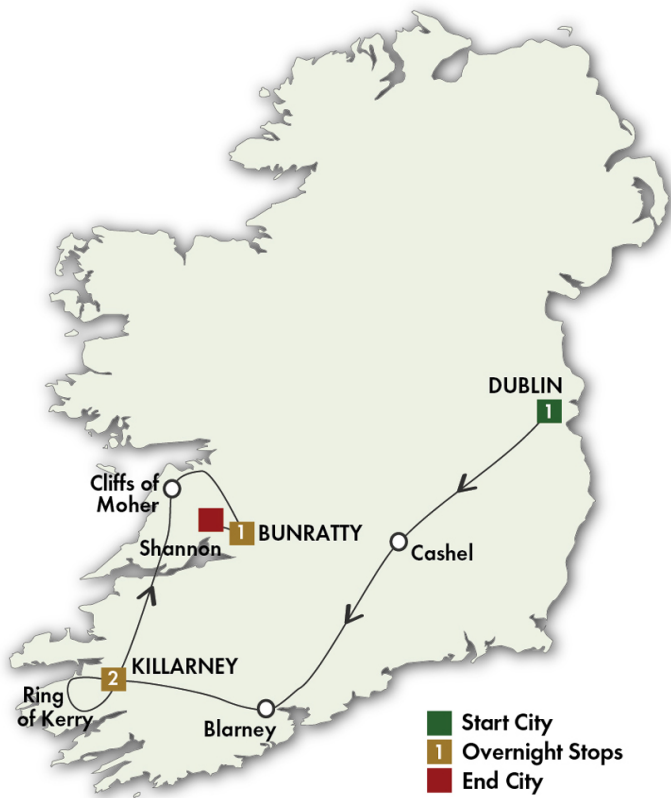 DUBLIN
1
Cliffs of
Moher
1 BUNRATTY
Shannon
Cashel
2 KILLARNEY
Ring
of Kerry
Blarney
Start City
1 Overnight Stops
End City